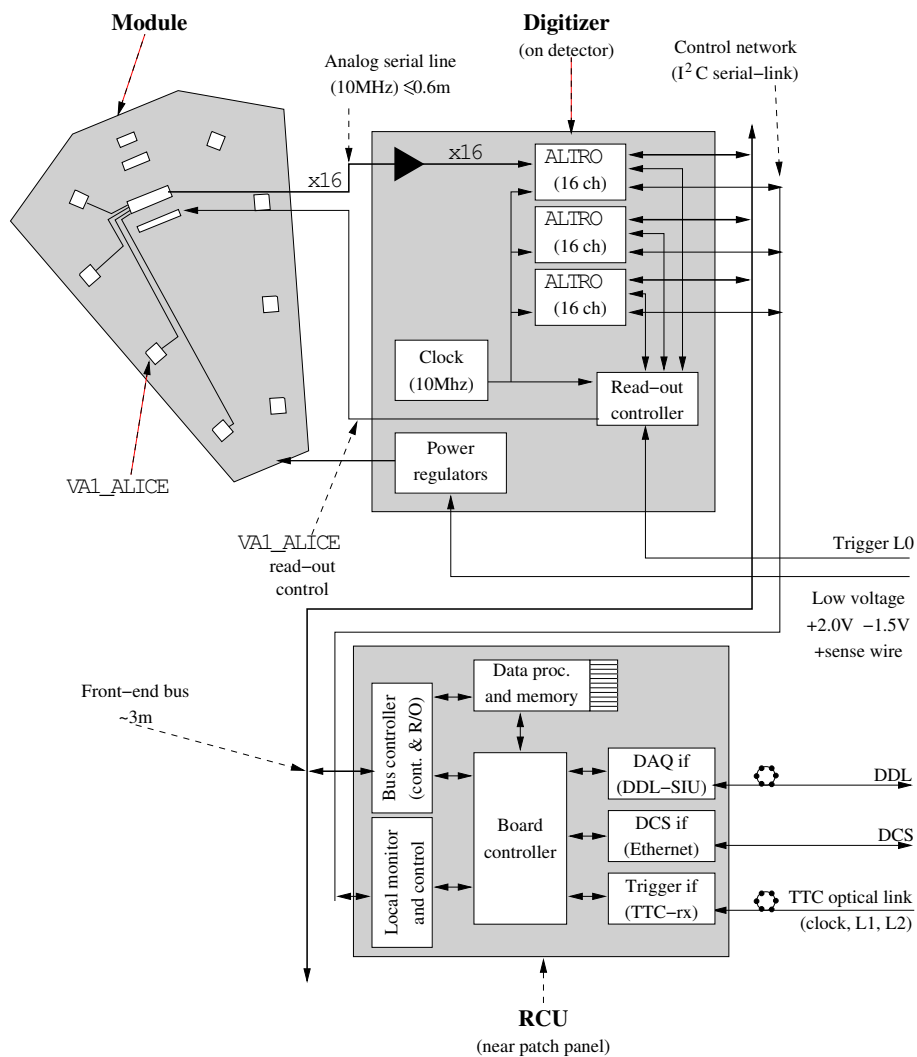 Module
Digitizer
(on detector)
Analog serial line
(10MHz) ≤0.6m
Control network
(I² C serial−link)
x16
x16
ALTRO
(16 ch)
ALTRO
(16 ch)
ALTRO
(16 ch)
Clock
(10Mhz)
Read−out
controller
Power
regulators
VA1_ALICE
VA1_ALICE
read−out
control
Trigger L0
Low voltage
+2.0V −1.5V
+sense wire
Front−end bus
~3m
Data proc.
and memory
Bus controller
(cont. & R/O)
Board
controller
Local monitor
and control
DAQ if
(DDL−SIU)
DCS if
(Ethernet)
Trigger if
(TTC−rx)
DDL
DCS
TTC optical link
(clock, L1, L2)
RCU
(near patch panel)